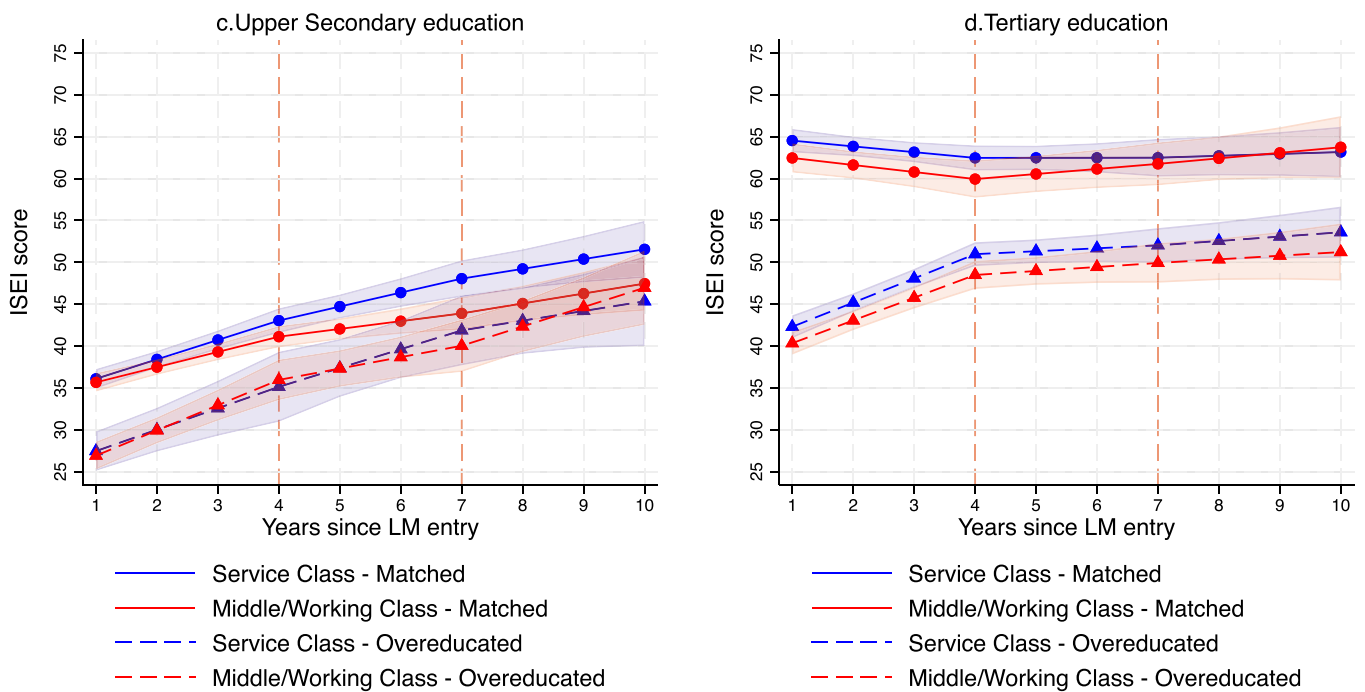 c.Upper Secondary education
75
70
65
60
55
50
45
40
35
30
25
ISEI score
1 2 3 4 5 6 7 8 9 10
Years since LM entry
Service Class - Matched
Middle/Working Class - Matched
Service Class - Overeducated
Middle/Working Class - Overeducated
d.Tertiary education
75
70
65
60
55
50
45
40
35
30
25
ISEI score
1 2 3 4 5 6 7 8 9 10
Years since LM entry
Service Class - Matched
Middle/Working Class - Matched
Service Class - Overeducated
Middle/Working Class - Overeducated